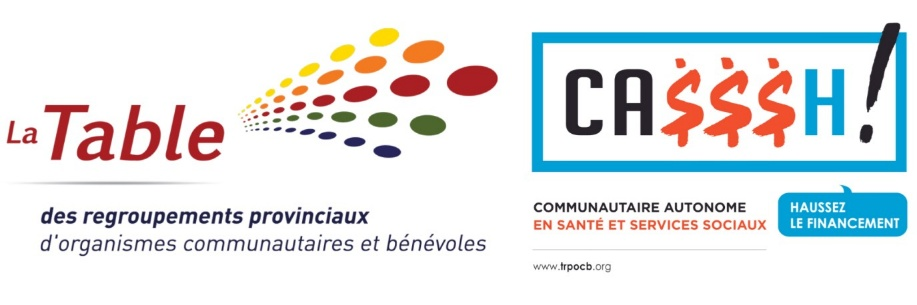 La Table
des regroupements provinciaux
d'organismes communautaires et bénévoles
CA$$$H!
COMMUNAUTAIRE AUTONOME
EN SANTÉ ET SERVICES SOCIAUX
HAUSSEZ
LE FINANCEMENT
www.trpocb.org